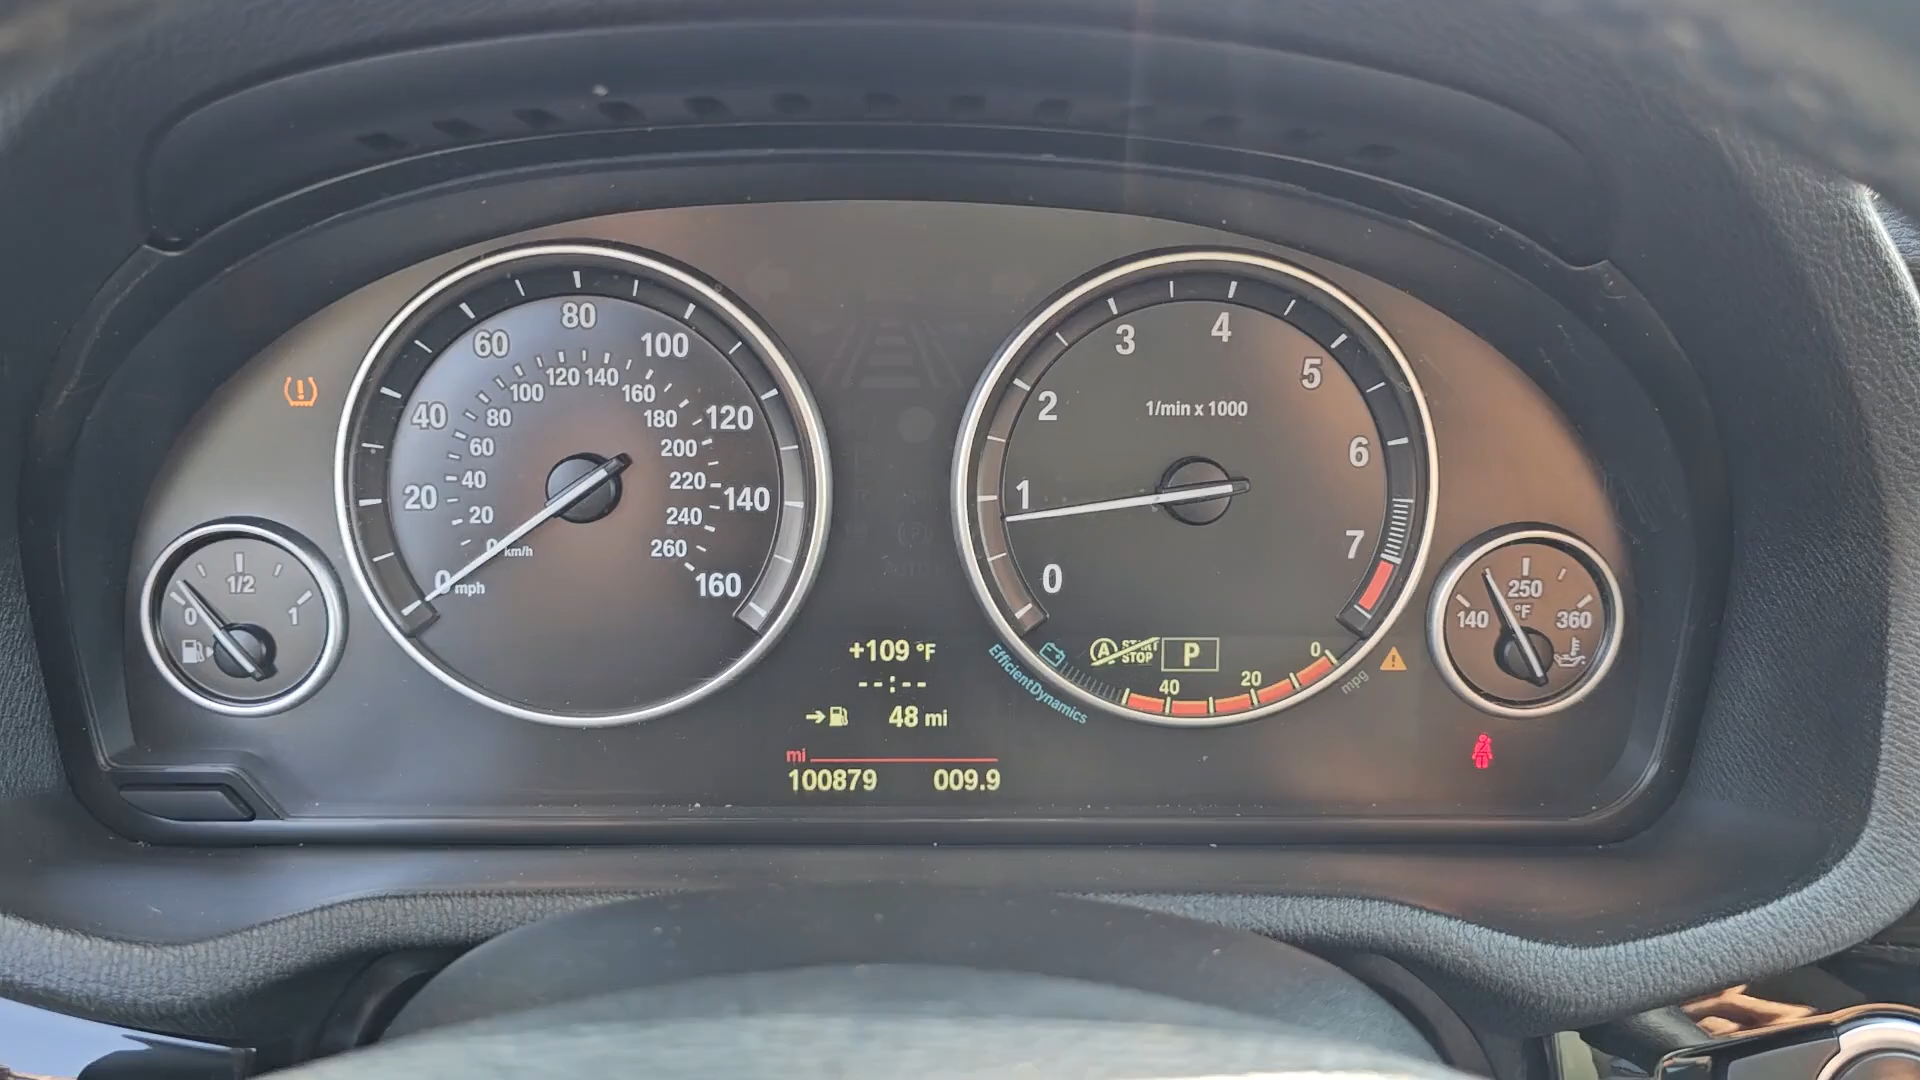 80
60 100
120 140
100 160
40 80 180 120
60 200
40 220
20 20 240 140
0 km/h 260
0 mph 160
1/2
0 1
3 4
2 5
1/min x 1000
6
1
0 7
250
140 °F 360
+109 °F
--:--
48 mi
mi
100879 009.9
A START STOP P
40 20 0
mpg
EfficientDynamics